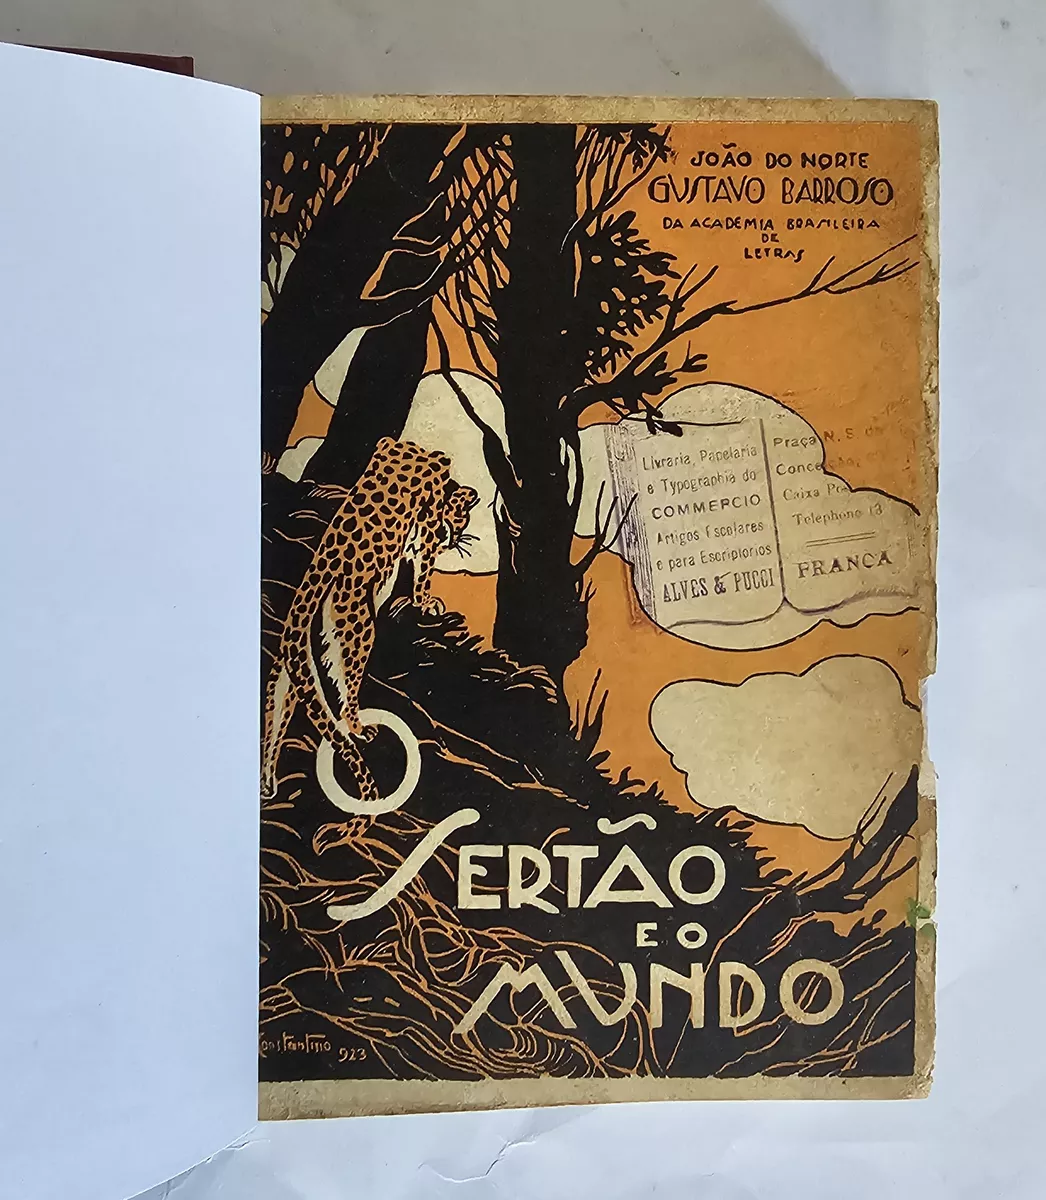 JOÃO DO NORTE
GUSTAVO BARROSO
DA ACADEMIA BRASILEIRA
DE
LETRAS
Livraria, Papelaria
e Typographia do
COMMERCIO
Artigos Escolares
e para Escriptorios
ALVES & PUCCI
Praça N. S. da
Caixa
Telephone 13
FRANCA
O
SERTÃO
E O
MUNDO
Constantino 923